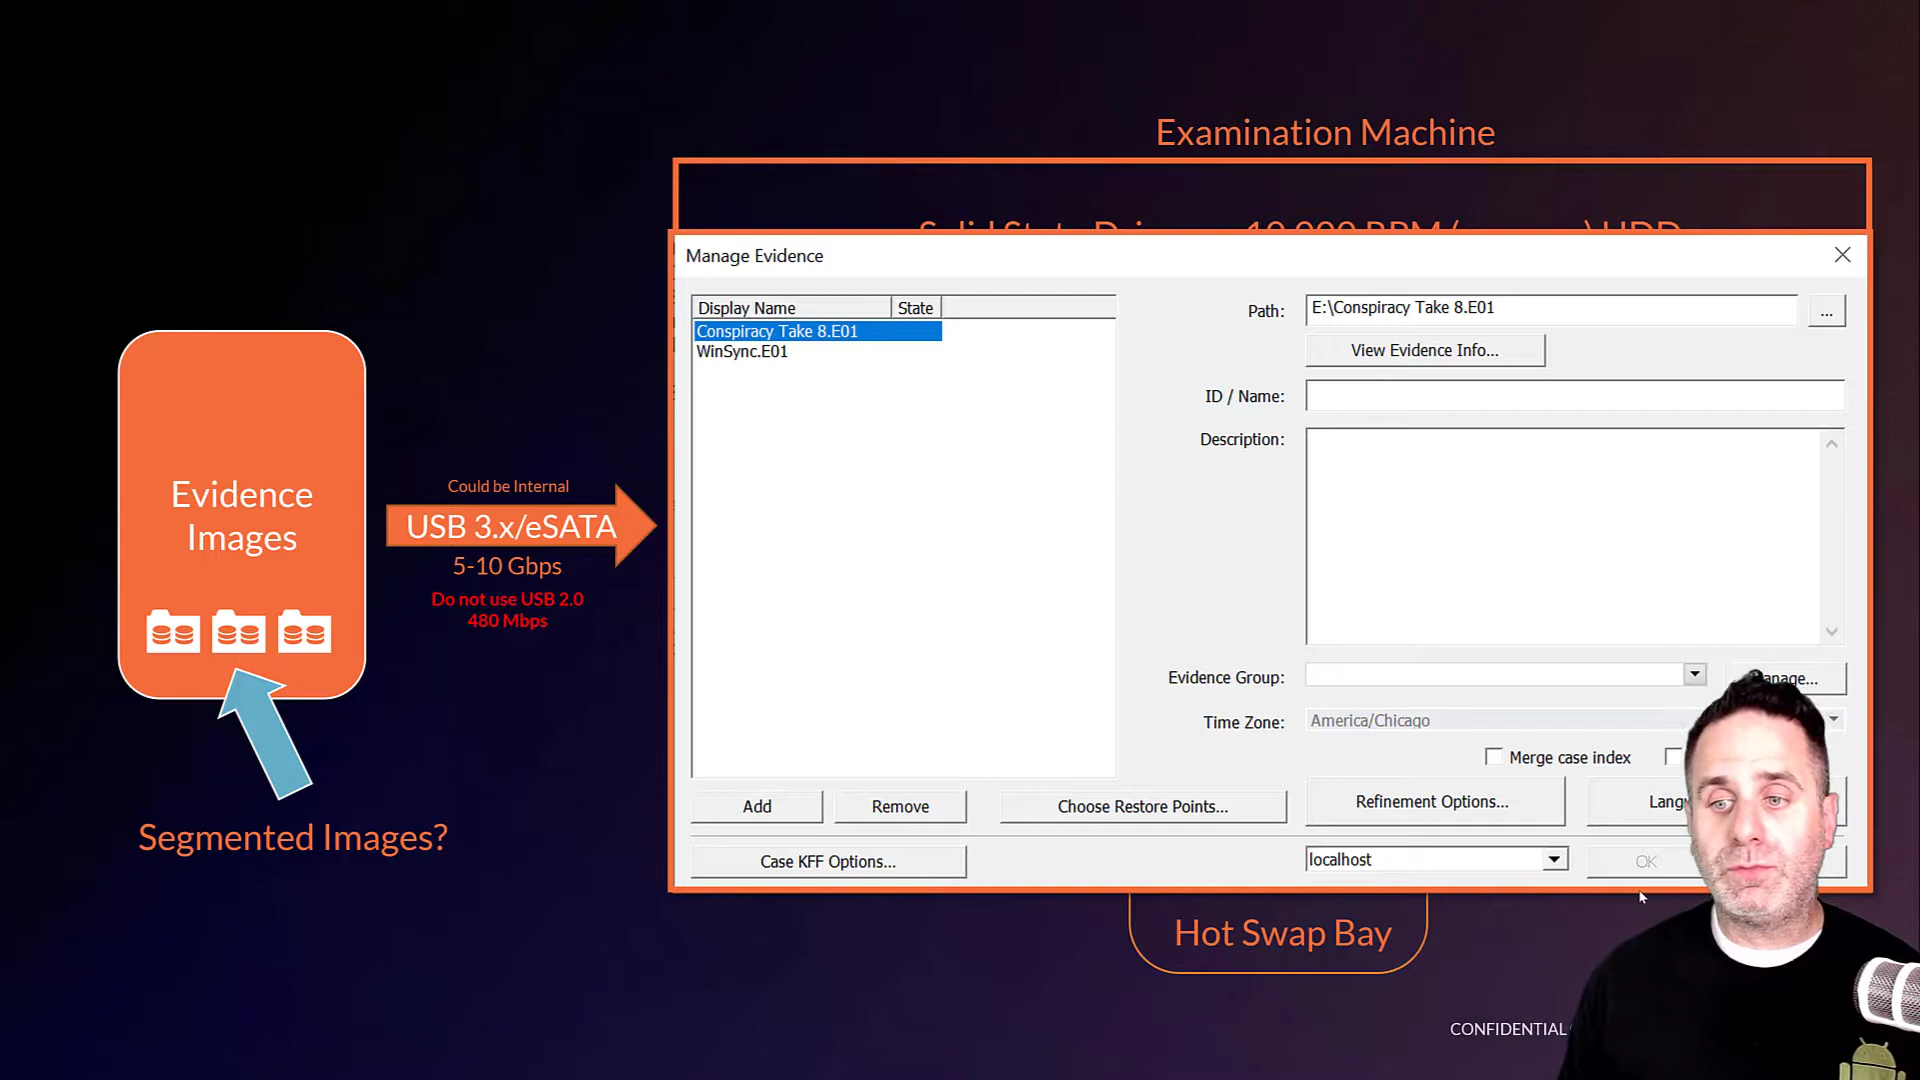 Examination Machine
Manage Evidence
Display Name State
Conspiracy Take 8.E01
WinSync.E01
Path: E:\Conspiracy Take 8.E01 ...
View Evidence Info...
ID / Name:
Description:
Evidence Group:
Time Zone: America/Chicago
Merge case index
Add Remove Choose Restore Points... Refinement Options...
Case KFF Options... localhost OK
Evidence
Images
Could be Internal
USB 3.x/eSATA
5-10 Gbps
Do not use USB 2.0
480 Mbps
Segmented Images?
Hot Swap Bay
CONFIDENTIAL